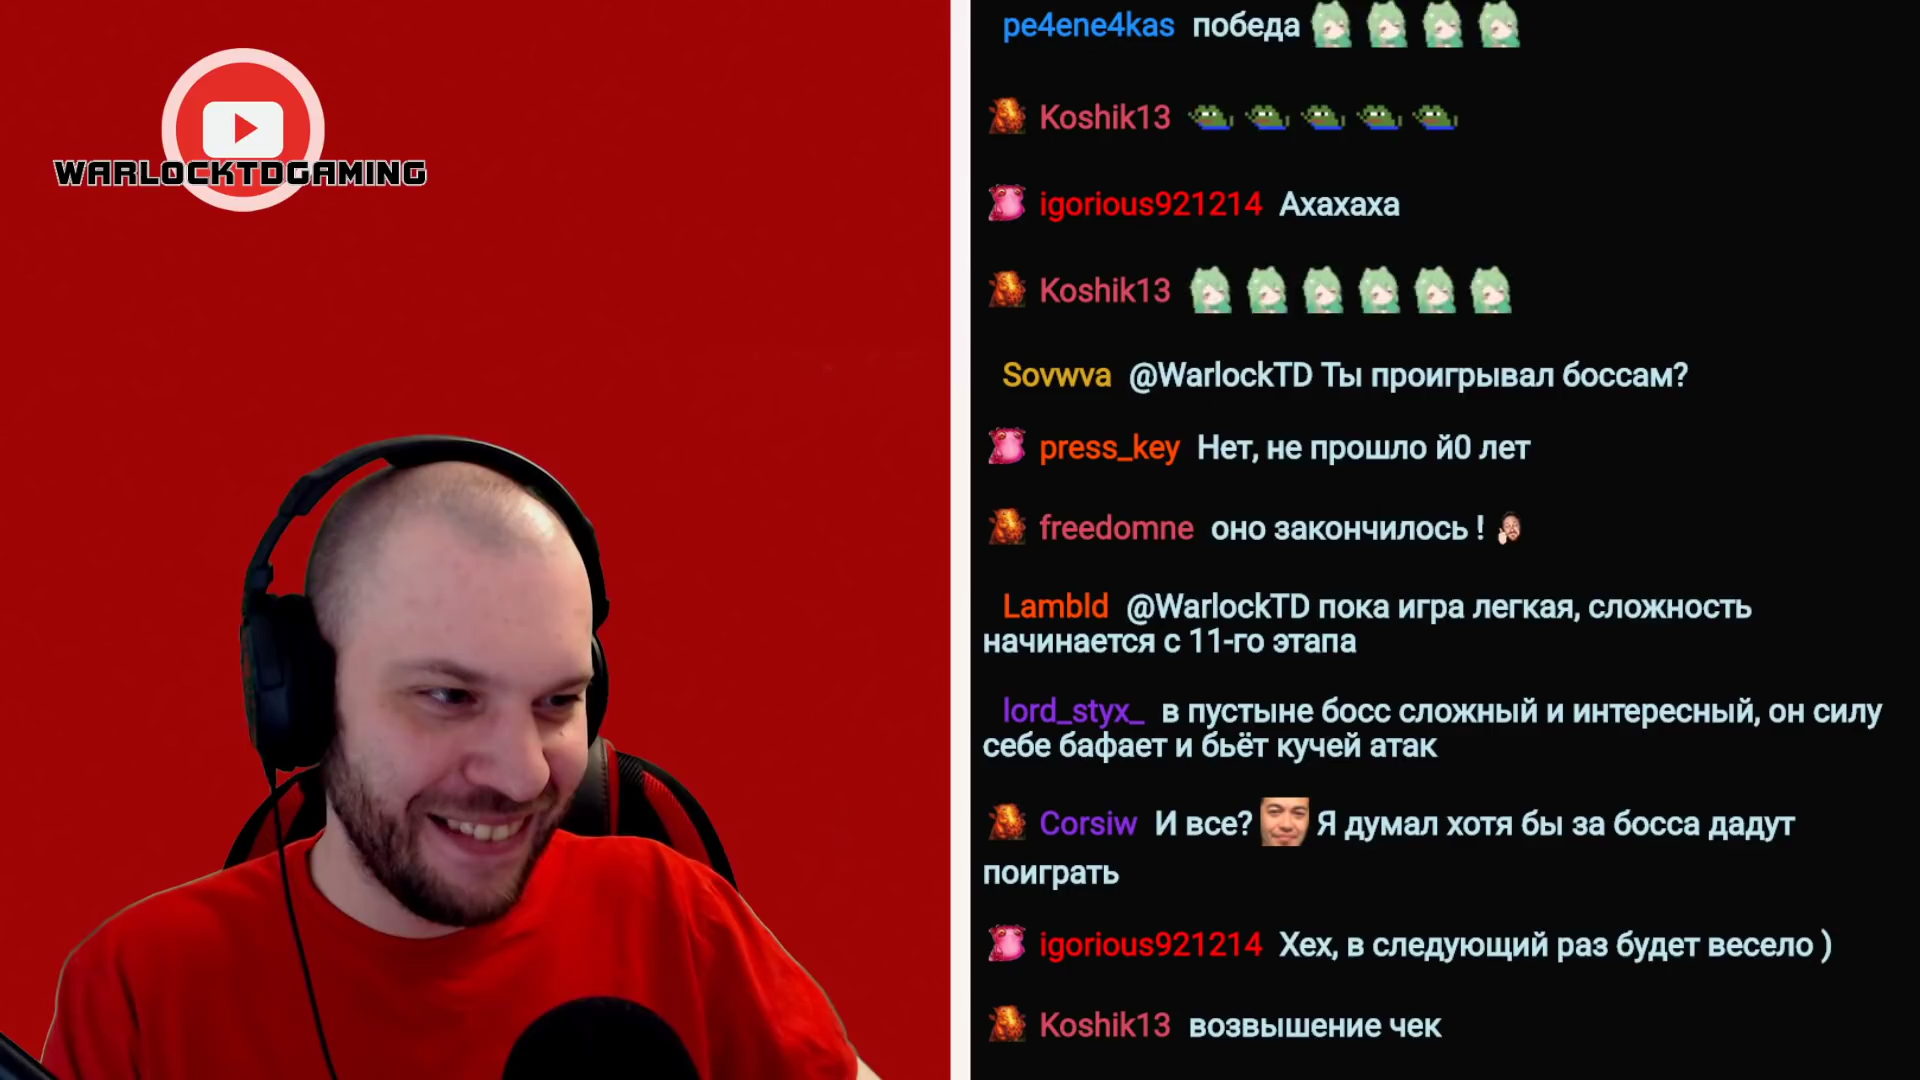 WARLOCKTDGAMING
pe4ene4kas победа
Koshik13
igorious921214 Ахахаха
Koshik13
Sovwva @WarlockTD Ты проигрывал боссам?
press_key Нет, не прошло й0 лет
freedomne оно закончилось !
Lambld @WarlockTD пока игра легкая, сложность
начинается с 11-го этапа
lord_styx_ в пустыне босс сложный и интересный, он силу
себе бафает и бьёт кучей атак
Corsiw И все? Я думал хотя бы за босса дадут
поиграть
igorious921214 Хех, в следующий раз будет весело )
Koshik13 возвышение чек